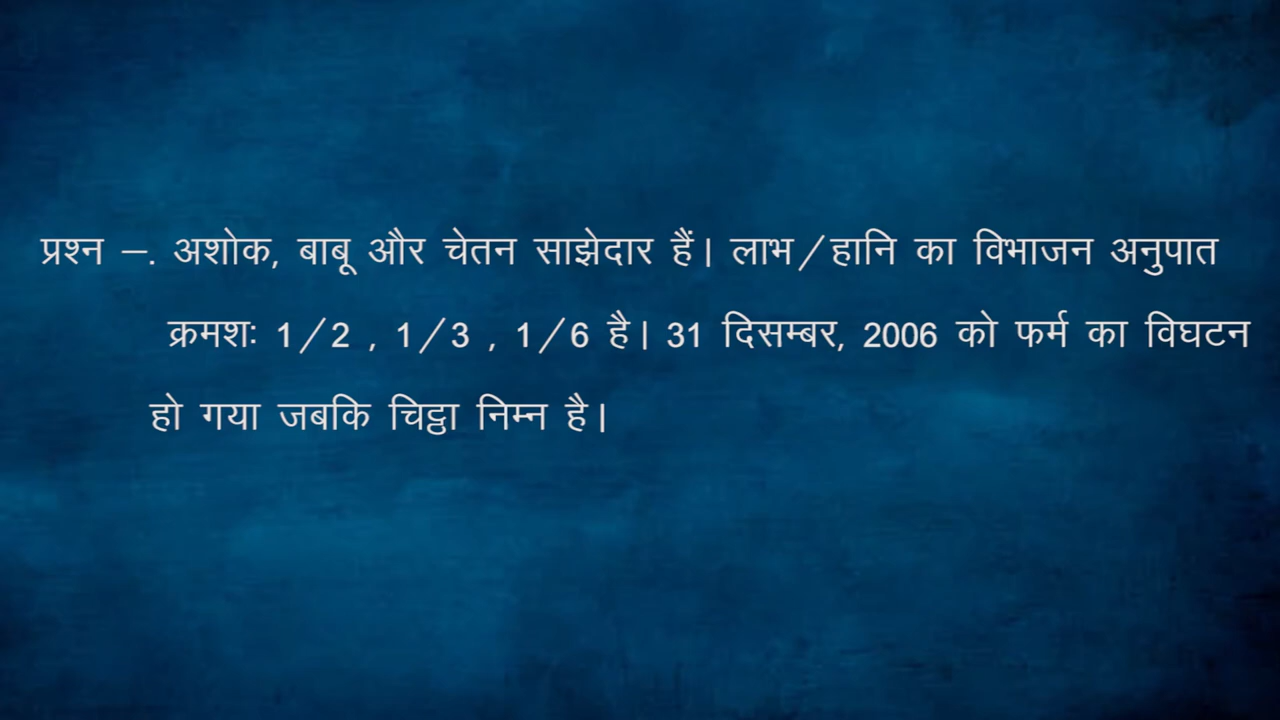 प्रश्न –. अशोक, बाबू और चेतन साझेदार हैं। लाभ/हानि का विभाजन अनुपात
क्रमशः 1/2 , 1/3 , 1/6 है। 31 दिसम्बर, 2006 को फर्म का विघटन
हो गया जबकि चिट्ठा निम्न है।